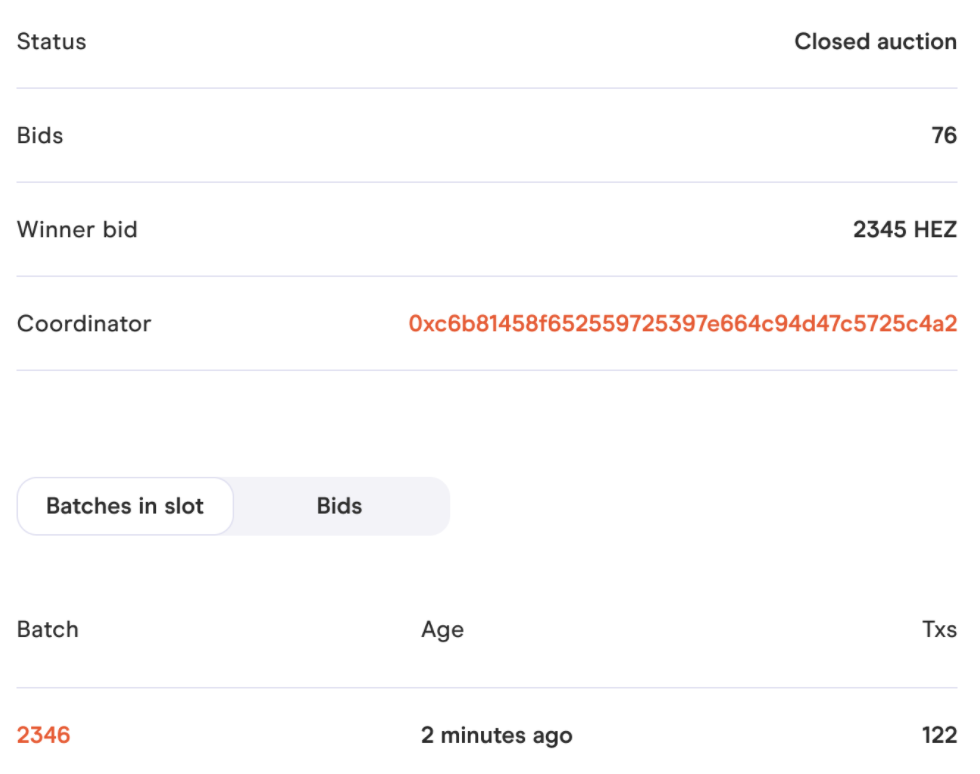 Status Closed auction
Bids 76
Winner bid 2345 HEZ
Coordinator 0xc6b81458f652559725397e664c94d47c5725c4a2
Batches in slot Bids
Batch Age Txs
2346 2 minutes ago 122